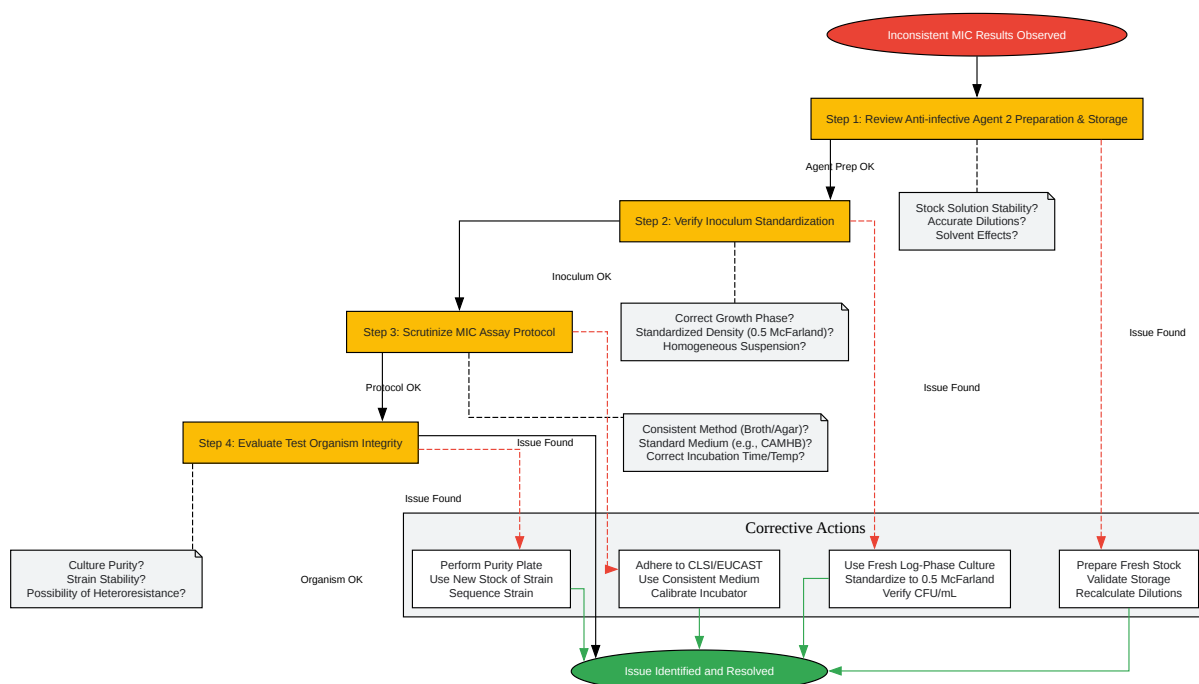 Inconsistent MIC Results Observed
Step 1: Review Anti-infective Agent 2 Preparation & Storage
Agent Prep OK
Stock Solution Stability?
Accurate Dilutions?
Solvent Effects?
Step 2: Verify Inoculum Standardization
Inoculum OK
Correct Growth Phase?
Standardized Density (0.5 McFarland)?
Homogeneous Suspension?
Issue Found
Step 3: Scrutinize MIC Assay Protocol
Protocol OK
Issue Found
Consistent Method (Broth/Agar)?
Standard Medium (e.g., CAMHB)?
Correct Incubation Time/Temp?
Step 4: Evaluate Test Organism Integrity
Issue Found
Issue Found
Culture Purity?
Strain Stability?
Possibility of Heteroresistance?
Organism OK
Corrective Actions
Perform Purity Plate
Use New Stock of Strain
Sequence Strain
Adhere to CLSI/EUCAST
Use Consistent Medium
Calibrate Incubator
Use Fresh Log-Phase Culture
Standardize to 0.5 McFarland
Verify CFU/mL
Prepare Fresh Stock
Validate Storage
Recalculate Dilutions
Issue Identified and Resolved